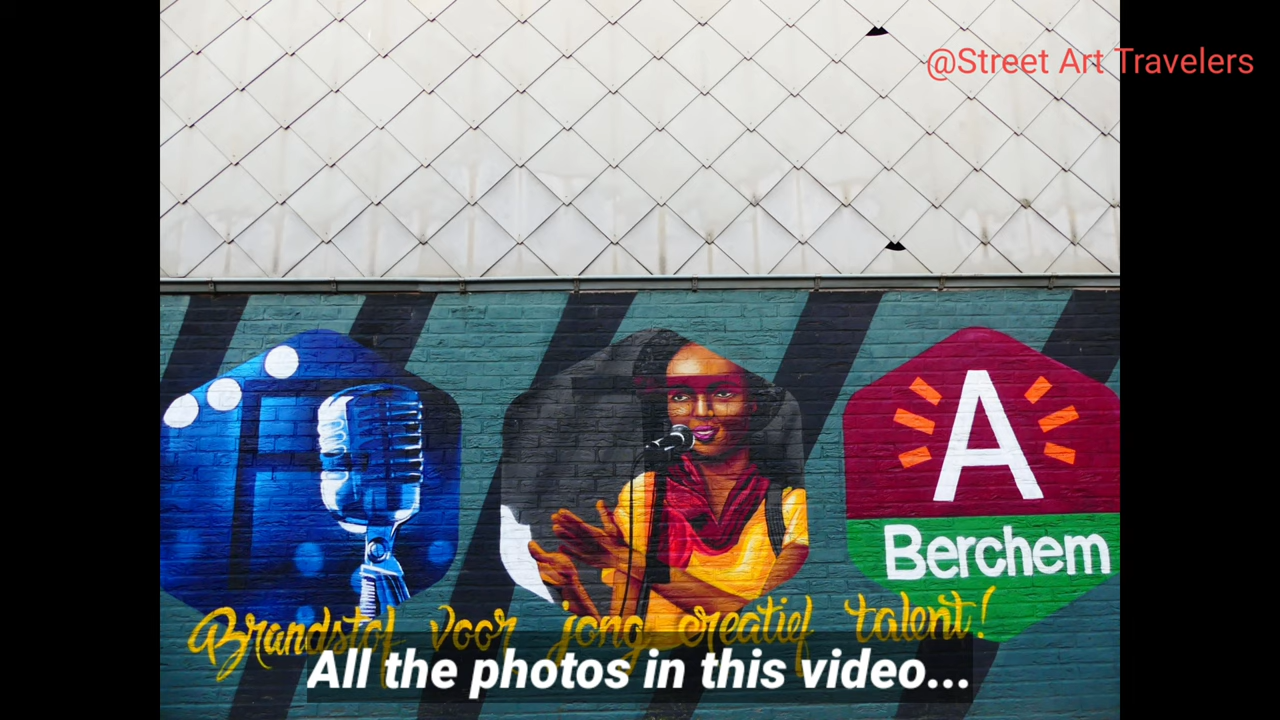 @Street Art Travelers
A
Berchem
Brandstof voor jong creatief talent!
All the photos in this video...